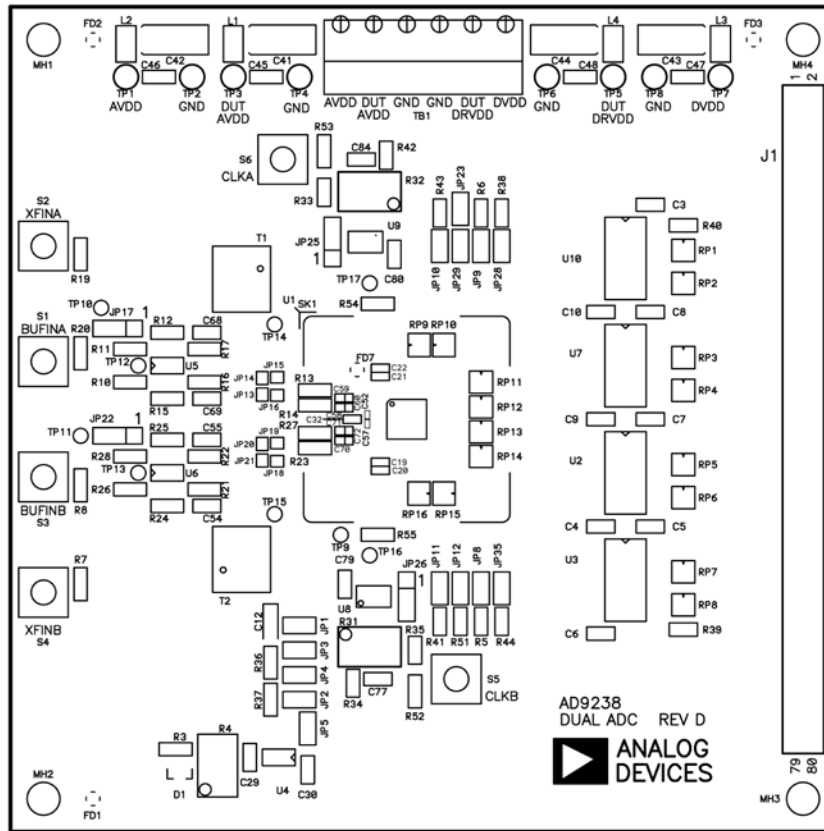 FD2 L2 L1 L4 L3 FD3
MH1 C46 C42 C45 C41 C44 C48 C43 C47 MH4
TP1 TP2 TP3 TP4 TP6 TP5 TP8 TP7
AVDD GND DUT AVDD GND GND DUT DRVDD GND DVDD
AVDD DUT AVDD GND GND DUT DRVDD DVDD
TB1
1 2
J1
R53 C84 R42
S6
CLKA
R33 R32
U9
R43 JP23 R6 R38
C3
R40
S2
XFINA
R19
T1
JP25
1
TP17 C80
JP10 JP29 JP9 JP28
U10 RP1
RP2
TP10 JP17 1
U1 SK1
R54
C10 C8
S1
BUFINA
R20 R12 C68
TP14
R11 R17
RP9 RP10
U7 RP3
TP12 U5
FD7
C22
C21
R10 R16
JP14 JP15
JP13 JP16
R13 C59
C60 C52
RP11
RP4
R15 C69
R14
C32
RP12
JP22 1
C9 C7
TP11 R25 C55
R27
C57
C72
C70
RP13
R28 R22
JP20 JP19
JP21 JP18
R23
RP14
U2 RP5
TP13 U6
C19
C20
R26 R21
RP6
BUFINB
S3
R8
R24 C54
TP15
RP16 RP15
C4 C5
TP9 R55
TP16
R7
T2
C79
JP26
1
JP11 JP12 JP8 JP35
U3 RP7
U8
RP8
XFINB
S4
C12 JP1
R31 R35
R41 R51 R5 R44
C6 R39
R36 JP3
JP4
R37 JP2
R34 C77
R52
S5
CLKB
JP5
AD9238
DUAL ADC REV D
ANALOG
DEVICES
R3 R4
C29 U4 C30
D1
79 80
MH2 FD1 MH3